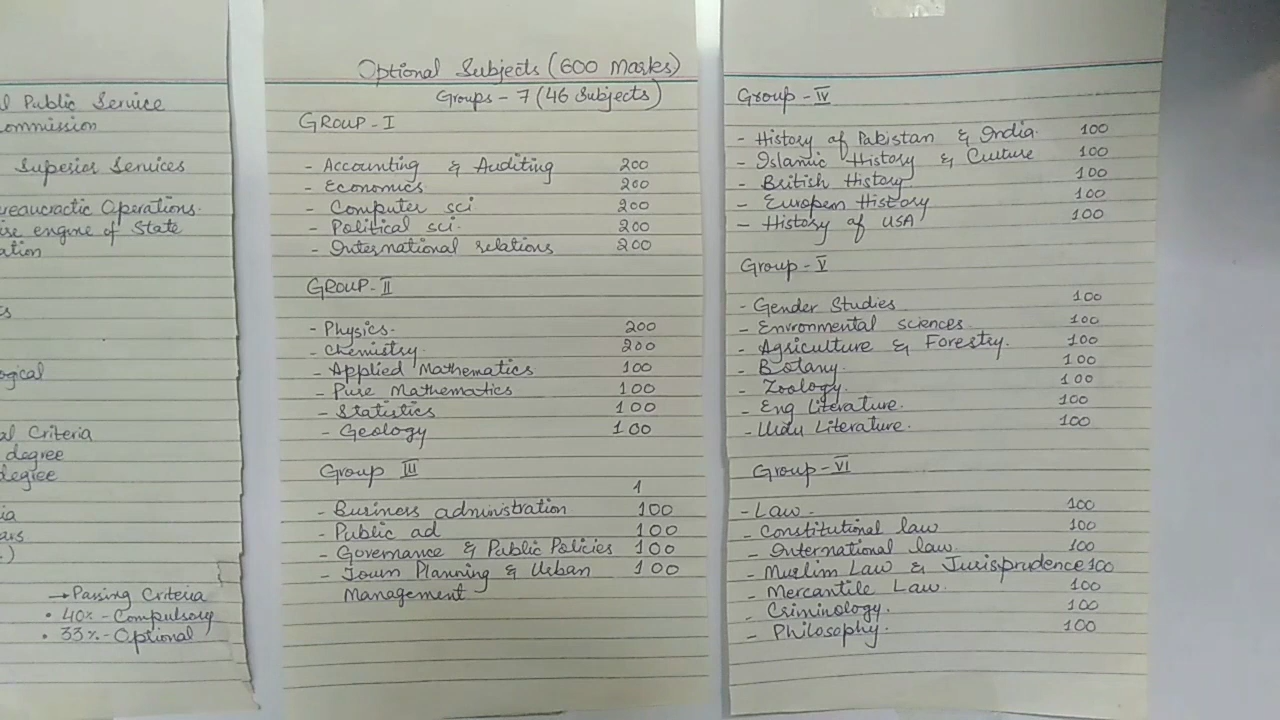 l Public Service
ommission
Superior Services
reaucractic Operations.
ire engine of State
ation
cs
ogical
al Criteria
degree
degree
ia
ars
.)
→ Passing Criteria
• 40% - Compulsory
• 33% - Optional
Optional Subjects (600 Marks)
Groups - 7 (46 Subjects)
GROUP - I
- Accounting & Auditing 200
- Economics 200
- Computer sci 200
- Political sci. 200
- International relations 200
GROUP - II
- Physics- 200
- Chemistry. 200
- Applied Mathematics 100
- Pure Mathematics 100
- Statistics 100
- Geology 100
Group III
1
- Business administration 100
- Public ad 100
- Governance & Public Policies 100
- Town Planning & Urban 100
Management
Group - IV
- History of Pakistan & India. 100
- Islamic History & Culture 100
- British History. 100
- Europen History 100
- History of USA 100
Group - V
- Gender Studies 100
- Environmental sciences 100
- Agriculture & Forestry. 100
- Botany. 100
- Zoology. 100
- Eng Literature. 100
- Urdu Literature. 100
Group - VI
- Law - 100
- Constitutional law 100
- International law. 100
- Muslim Law & Jurisprudence 100
- Mercantile Law. 100
- Criminology. 100
- Philosophy. 100